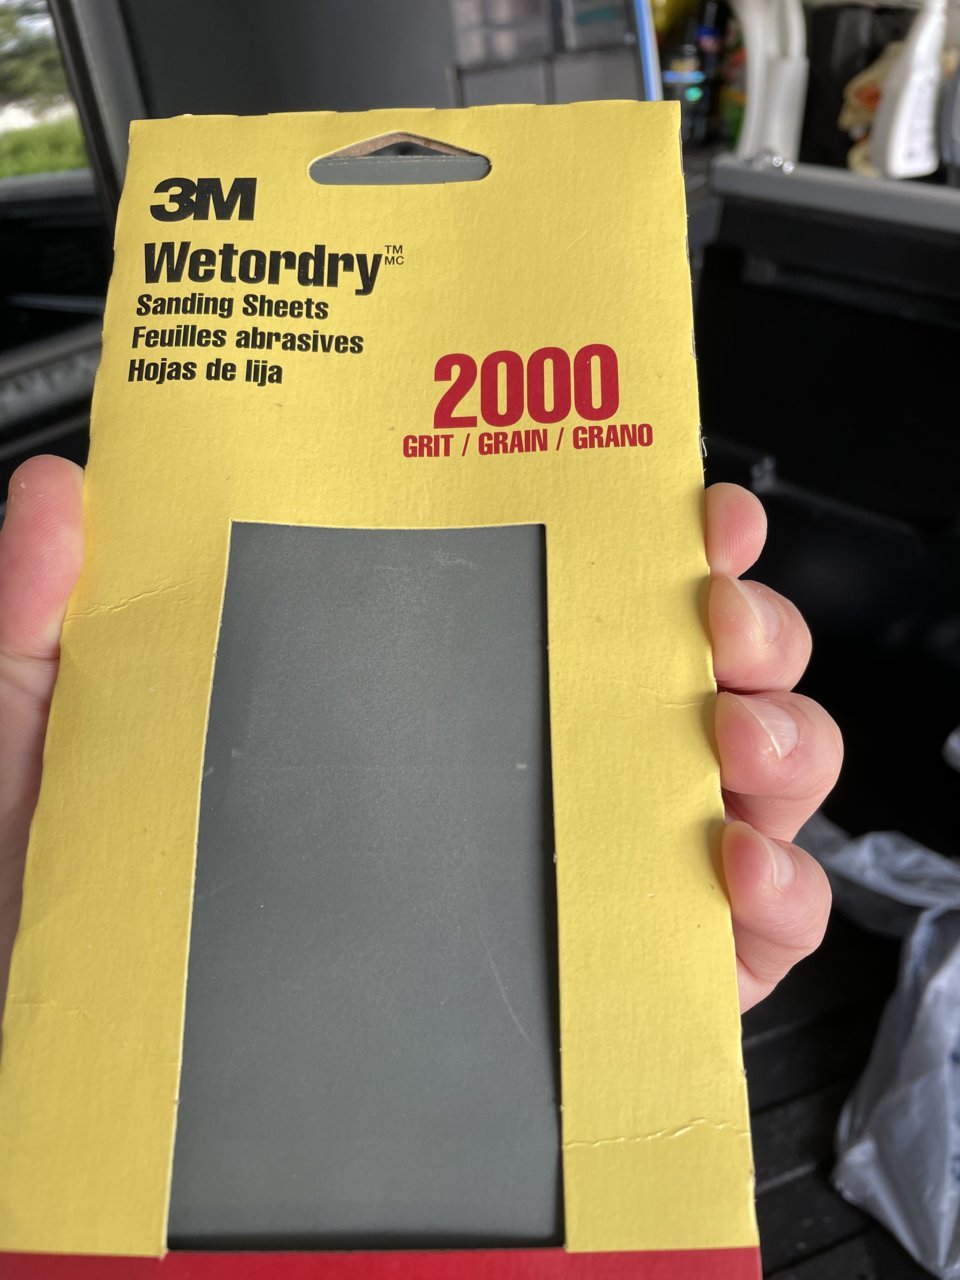 3M
Wetordry™
MC
Sanding Sheets
Feuilles abrasives
Hojas de lija
2000
GRIT / GRAIN / GRANO